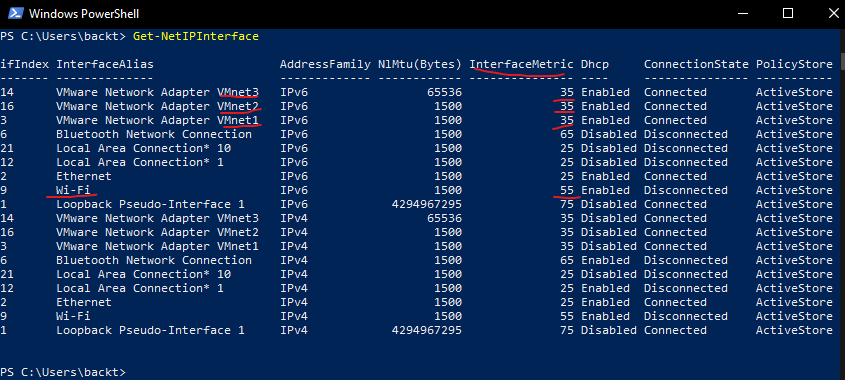 Windows PowerShell
PS C:\Users\backt> Get-NetIPInterface
ifIndex InterfaceAlias AddressFamily NlMtu(Bytes) InterfaceMetric Dhcp ConnectionState PolicyStore
------- -------------- ------------- ------------ --------------- ---- --------------- -----------
14 VMware Network Adapter VMnet3 IPv6 65536 35 Enabled Connected ActiveStore
16 VMware Network Adapter VMnet2 IPv6 1500 35 Enabled Connected ActiveStore
3 VMware Network Adapter VMnet1 IPv6 1500 35 Enabled Connected ActiveStore
6 Bluetooth Network Connection IPv6 1500 65 Disabled Disconnected ActiveStore
21 Local Area Connection* 10 IPv6 1500 25 Disabled Disconnected ActiveStore
12 Local Area Connection* 1 IPv6 1500 25 Disabled Disconnected ActiveStore
2 Ethernet IPv6 1500 25 Enabled Connected ActiveStore
9 Wi-Fi IPv6 1500 55 Enabled Disconnected ActiveStore
1 Loopback Pseudo-Interface 1 IPv6 4294967295 75 Disabled Connected ActiveStore
14 VMware Network Adapter VMnet3 IPv4 65536 35 Enabled Connected ActiveStore
16 VMware Network Adapter VMnet2 IPv4 1500 35 Enabled Connected ActiveStore
3 VMware Network Adapter VMnet1 IPv4 1500 35 Enabled Connected ActiveStore
6 Bluetooth Network Connection IPv4 1500 65 Enabled Disconnected ActiveStore
21 Local Area Connection* 10 IPv4 1500 25 Disabled Disconnected ActiveStore
12 Local Area Connection* 1 IPv4 1500 25 Enabled Disconnected ActiveStore
2 Ethernet IPv4 1500 25 Enabled Connected ActiveStore
9 Wi-Fi IPv4 1500 55 Enabled Disconnected ActiveStore
1 Loopback Pseudo-Interface 1 IPv4 4294967295 75 Disabled Connected ActiveStore
PS C:\Users\backt>